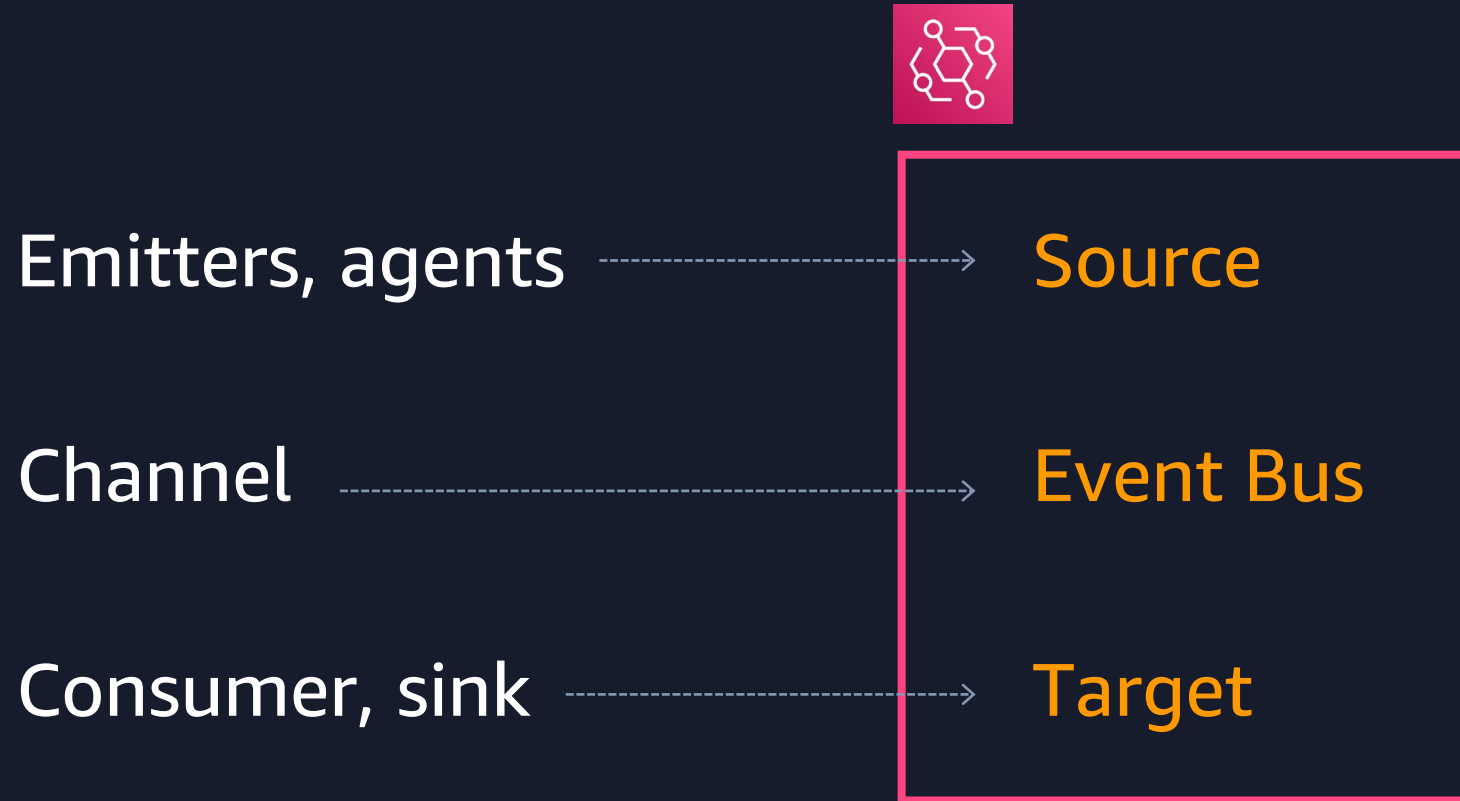 Emitters, agents
Source
Channel
Event Bus
Consumer, sink
Target